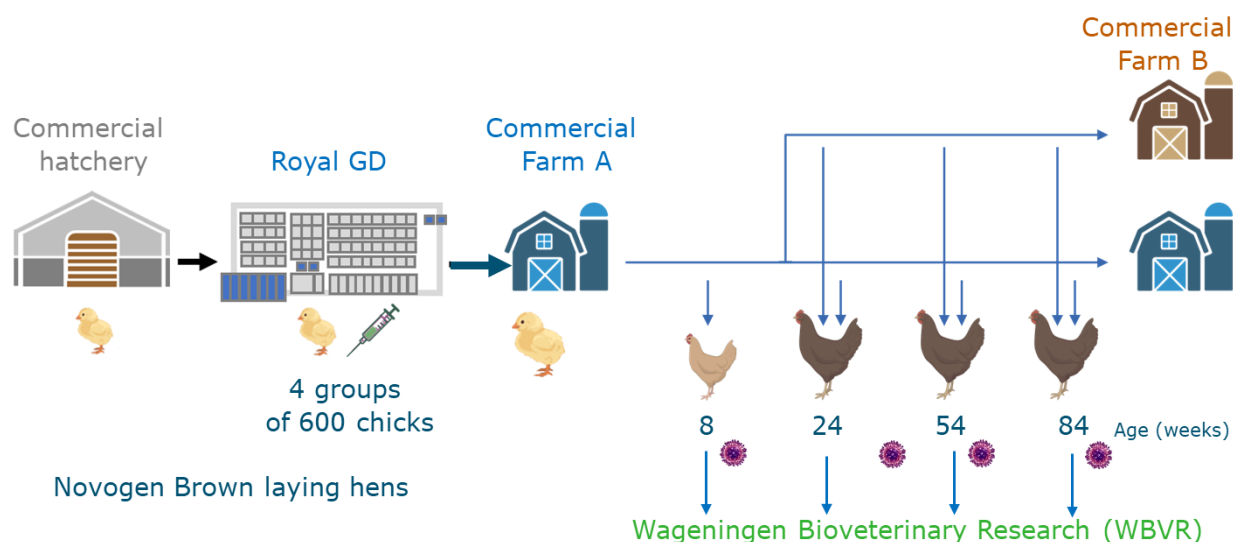 Commercial
Farm B
Commercial
hatchery
Royal GD
Commercial
Farm A
4 groups
of 600 chicks
8
24
54
84
Age (weeks)
Novogen Brown laying hens
Wageningen Bioveterinary Research (WBVR)